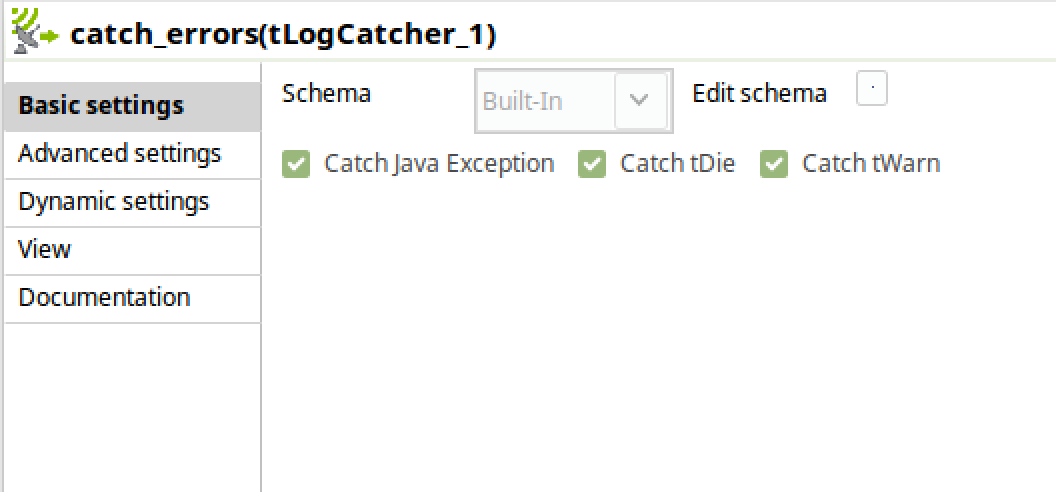 catch_errors(tLogCatcher_1)
Basic settings
Advanced settings
Dynamic settings
View
Documentation
Schema Built-In Edit schema
Catch Java Exception Catch tDie Catch tWarn